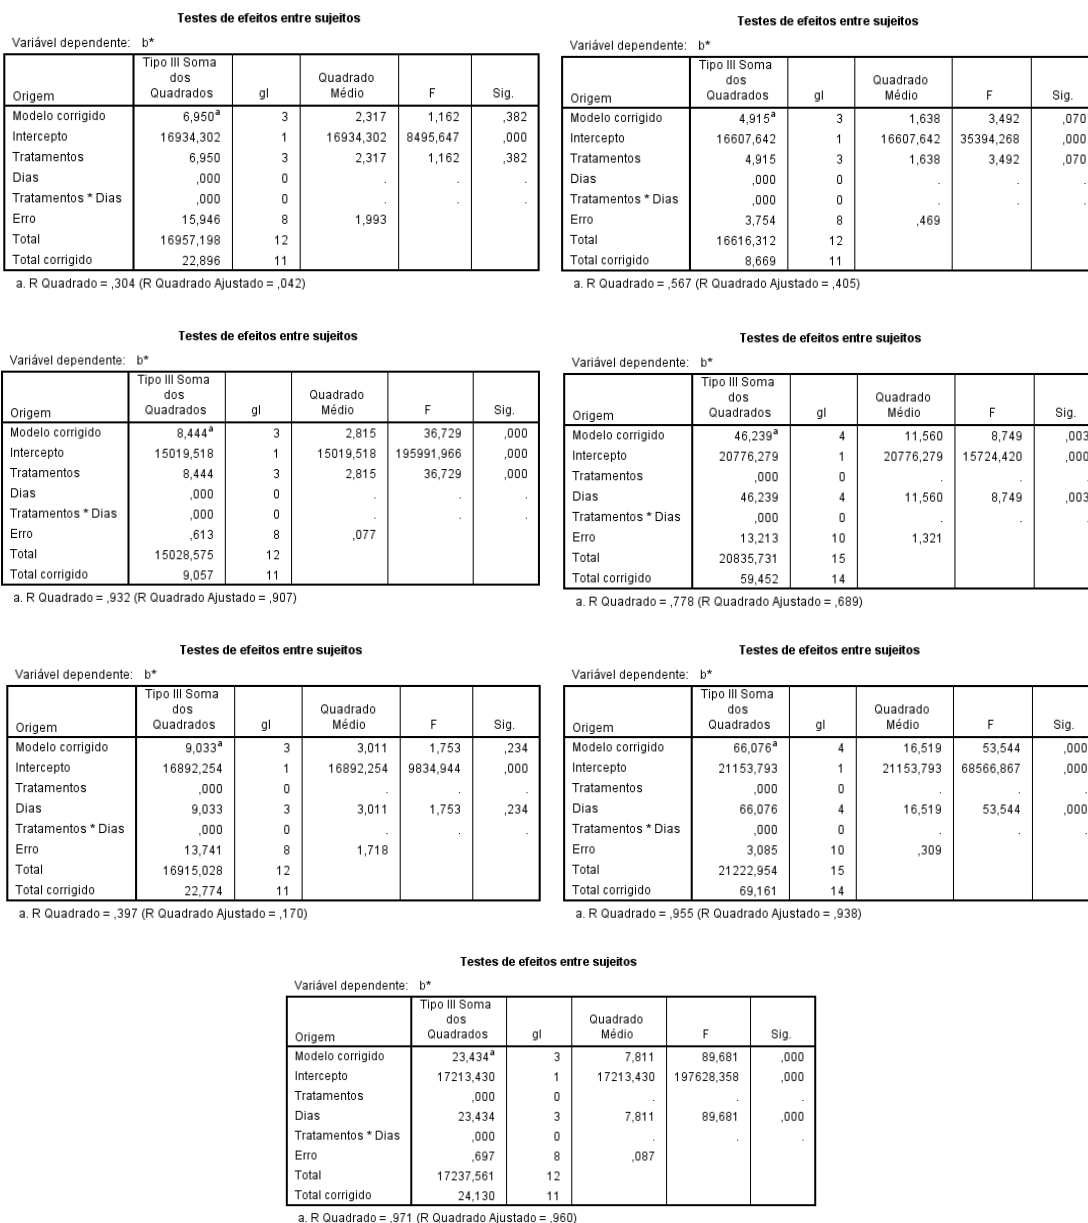 Testes de efeitos entre sujeitos
Variável dependente: b*
Origem Tipo III Soma dos Quadrados gl Quadrado Médio F Sig.
Modelo corrigido 6,950a 3 2,317 1,162 ,382
Intercepto 16934,302 1 16934,302 8495,647 ,000
Tratamentos 6,950 3 2,317 1,162 ,382
Dias ,000 0 . . .
Tratamentos * Dias ,000 0 . . .
Erro 15,946 8 1,993
Total 16957,198 12
Total corrigido 22,896 11
a. R Quadrado = ,304 (R Quadrado Ajustado = ,042)
Testes de efeitos entre sujeitos
Variável dependente: b*
Origem Tipo III Soma dos Quadrados gl Quadrado Médio F Sig.
Modelo corrigido 4,915a 3 1,638 3,492 ,070
Intercepto 16607,642 1 16607,642 35394,268 ,000
Tratamentos 4,915 3 1,638 3,492 ,070
Dias ,000 0 . . .
Tratamentos * Dias ,000 0 . . .
Erro 3,754 8 ,469
Total 16616,312 12
Total corrigido 8,669 11
a. R Quadrado = ,567 (R Quadrado Ajustado = ,405)
Testes de efeitos entre sujeitos
Variável dependente: b*
Origem Tipo III Soma dos Quadrados gl Quadrado Médio F Sig.
Modelo corrigido 8,444a 3 2,815 36,729 ,000
Intercepto 15019,518 1 15019,518 195991,966 ,000
Tratamentos 8,444 3 2,815 36,729 ,000
Dias ,000 0 . . .
Tratamentos * Dias ,000 0 . . .
Erro ,613 8 ,077
Total 15028,575 12
Total corrigido 9,057 11
a. R Quadrado = ,932 (R Quadrado Ajustado = ,907)
Testes de efeitos entre sujeitos
Variável dependente: b*
Origem Tipo III Soma dos Quadrados gl Quadrado Médio F Sig.
Modelo corrigido 46,239a 4 11,560 8,749 ,003
Intercepto 20776,279 1 20776,279 15724,420 ,000
Tratamentos ,000 0 . . .
Dias 46,239 4 11,560 8,749 ,003
Tratamentos * Dias ,000 0 . . .
Erro 13,213 10 1,321
Total 20835,731 15
Total corrigido 59,452 14
a. R Quadrado = ,778 (R Quadrado Ajustado = ,689)
Testes de efeitos entre sujeitos
Variável dependente: b*
Origem Tipo III Soma dos Quadrados gl Quadrado Médio F Sig.
Modelo corrigido 9,033a 3 3,011 1,753 ,234
Intercepto 16892,254 1 16892,254 9834,944 ,000
Tratamentos ,000 0 . . .
Dias 9,033 3 3,011 1,753 ,234
Tratamentos * Dias ,000 0 . . .
Erro 13,741 8 1,718
Total 16915,028 12
Total corrigido 22,774 11
a. R Quadrado = ,397 (R Quadrado Ajustado = ,170)
Testes de efeitos entre sujeitos
Variável dependente: b*
Origem Tipo III Soma dos Quadrados gl Quadrado Médio F Sig.
Modelo corrigido 66,076a 4 16,519 53,544 ,000
Intercepto 21153,793 1 21153,793 68566,867 ,000
Tratamentos ,000 0 . . .
Dias 66,076 4 16,519 53,544 ,000
Tratamentos * Dias ,000 0 . . .
Erro 3,085 10 ,309
Total 21222,954 15
Total corrigido 69,161 14
a. R Quadrado = ,955 (R Quadrado Ajustado = ,938)
Testes de efeitos entre sujeitos
Variável dependente: b*
Origem Tipo III Soma dos Quadrados gl Quadrado Médio F Sig.
Modelo corrigido 23,434a 3 7,811 89,681 ,000
Intercepto 17213,430 1 17213,430 197628,358 ,000
Tratamentos ,000 0 . . .
Dias 23,434 3 7,811 89,681 ,000
Tratamentos * Dias ,000 0 . . .
Erro ,697 8 ,087
Total 17237,561 12
Total corrigido 24,130 11
a. R Quadrado = ,971 (R Quadrado Ajustado = ,960)